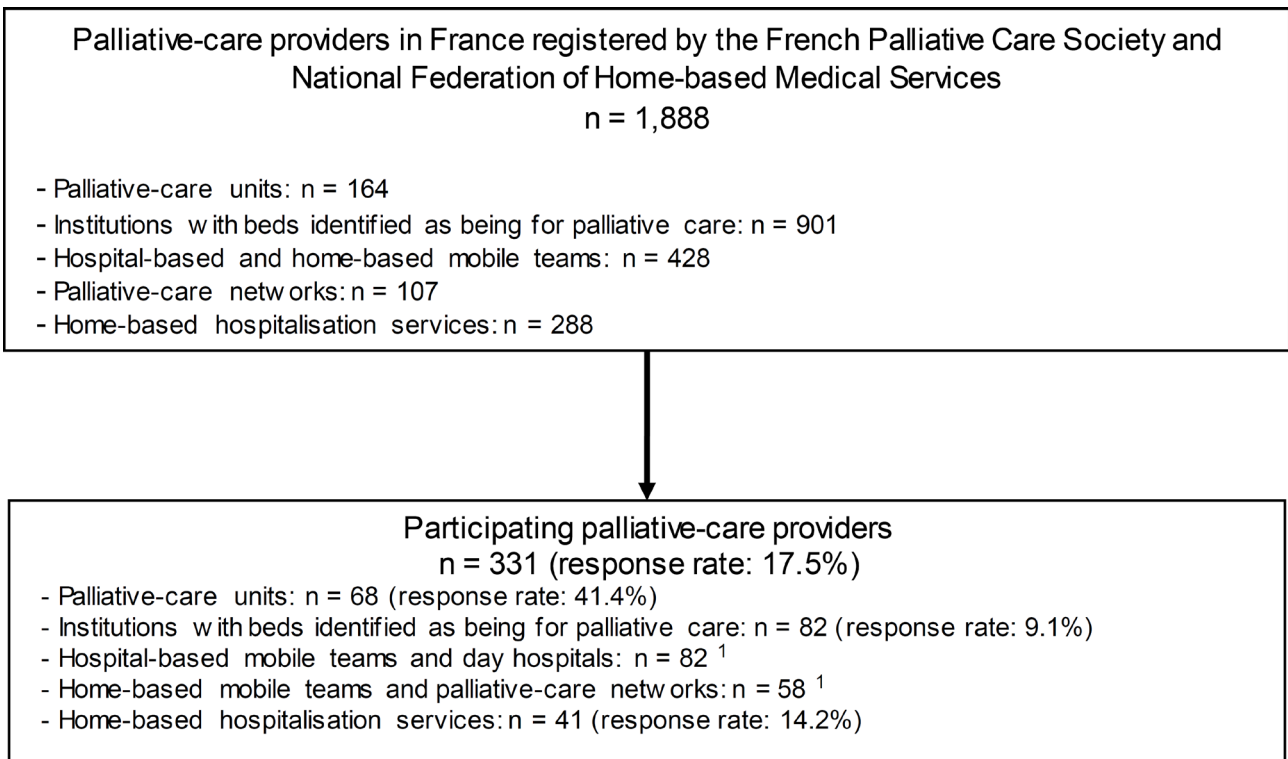 Palliative-care providers in France registered by the French Palliative Care Society and
National Federation of Home-based Medical Services
n = 1,888
- Palliative-care units: n = 164
- Institutions with beds identified as being for palliative care: n = 901
- Hospital-based and home-based mobile teams: n = 428
- Palliative-care networks: n = 107
- Home-based hospitalisation services: n = 288
Participating palliative-care providers
n = 331 (response rate: 17.5%)
- Palliative-care units: n = 68 (response rate: 41.4%)
- Institutions with beds identified as being for palliative care: n = 82 (response rate: 9.1%)
- Hospital-based mobile teams and day hospitals: n = 82 ¹
- Home-based mobile teams and palliative-care networks: n = 58 ¹
- Home-based hospitalisation services: n = 41 (response rate: 14.2%)